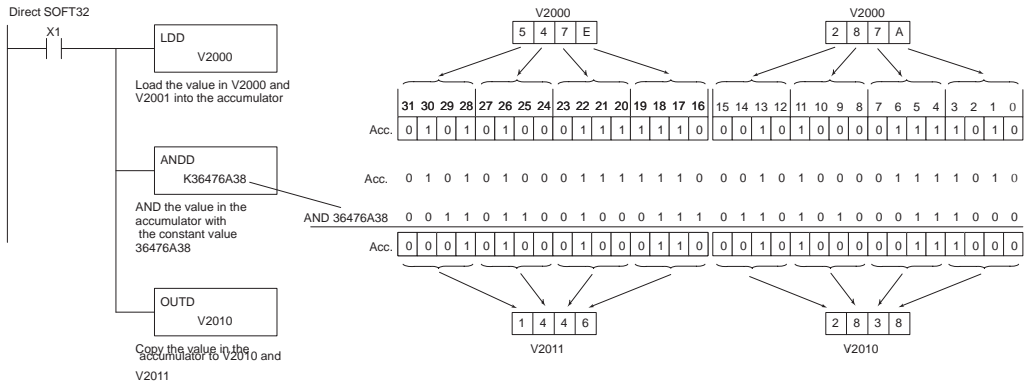 Direct SOFT32
X1
LDD
V2000
Load the value in V2000 and
V2001 into the accumulator
ANDD
K36476A38
AND the value in the
accumulator with
the constant value
36476A38
OUTD
V2010
Copy the value in the
accumulator to V2010 and
V2011
V2000 V2000
5 4 7 E 2 8 7 A
31 30 29 28 27 26 25 24 23 22 21 20 19 18 17 16 15 14 13 12 11 10 9 8 7 6 5 4 3 2 1 0
Acc. 0 1 0 1 0 1 0 0 0 1 1 1 1 1 1 0 0 0 1 0 1 0 0 0 0 1 1 1 1 0 1 0
Acc. 0 1 0 1 0 1 0 0 0 1 1 1 1 1 1 0 0 0 1 0 1 0 0 0 0 1 1 1 1 0 1 0
AND 36476A38 0 0 1 1 0 1 1 0 0 1 0 0 0 1 1 1 0 1 1 0 1 0 1 0 0 0 1 1 1 0 0 0
Acc. 0 0 0 1 0 1 0 0 0 1 0 0 0 1 1 0 0 0 1 0 1 0 0 0 0 0 1 1 1 0 0 0
1 4 4 6 2 8 3 8
V2011 V2010